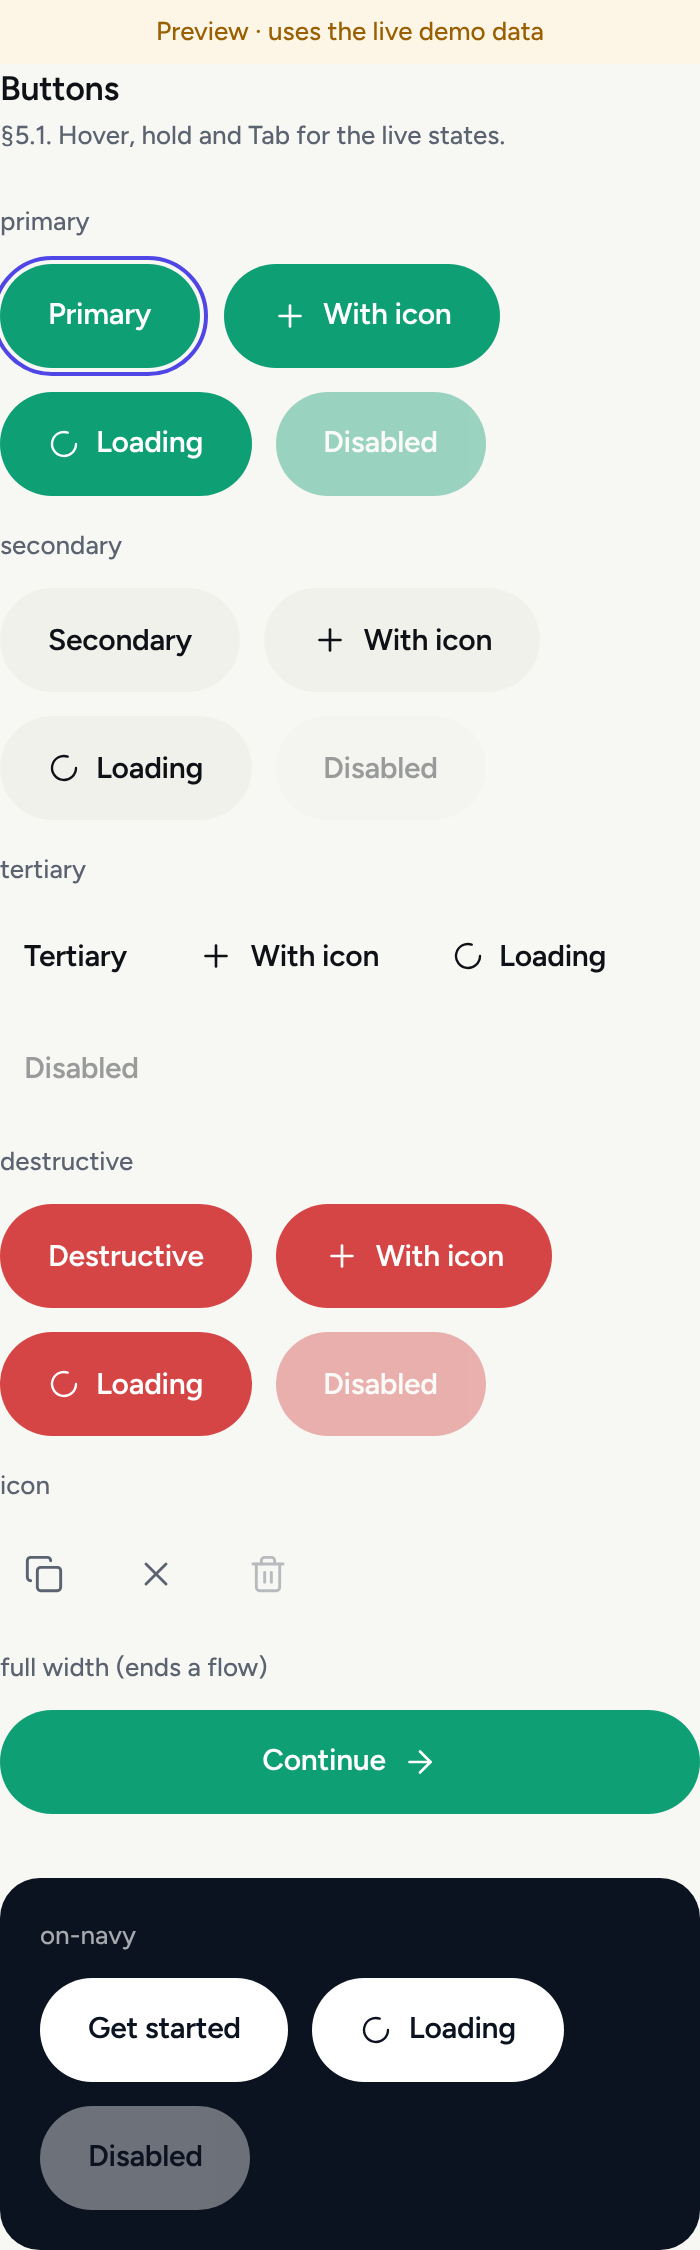 Preview · uses the live demo data
Buttons
§5.1. Hover, hold and Tab for the live states.
primary
Primary
With icon
Loading
Disabled
secondary
Secondary
With icon
Loading
Disabled
tertiary
Tertiary
With icon
Loading
Disabled
destructive
Destructive
With icon
Loading
Disabled
icon
full width (ends a flow)
Continue
on-navy
Get started
Loading
Disabled